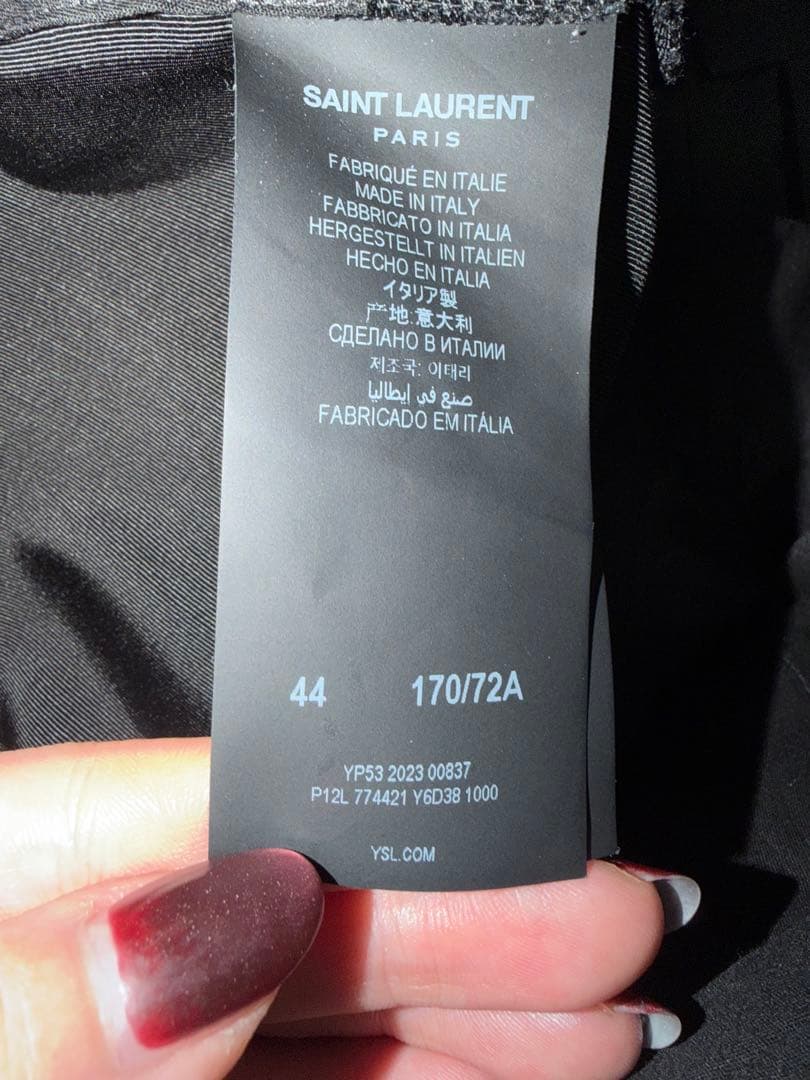 SAINT LAURENT
PARIS
FABRIQUÉ EN ITALIE
MADE IN ITALY
FABBRICATO IN ITALIA
HERGESTELLT IN ITALIEN
HECHO EN ITALIA
イタリア製
产地:意大利
СДЕЛАНО В ИТАЛИИ
제조국: 이태리
صنع في إيطاليا
FABRICADO EM ITÁLIA
44 170/72A
YP53 2023 00837
P12L 774421 Y6D38 1000
YSL.COM